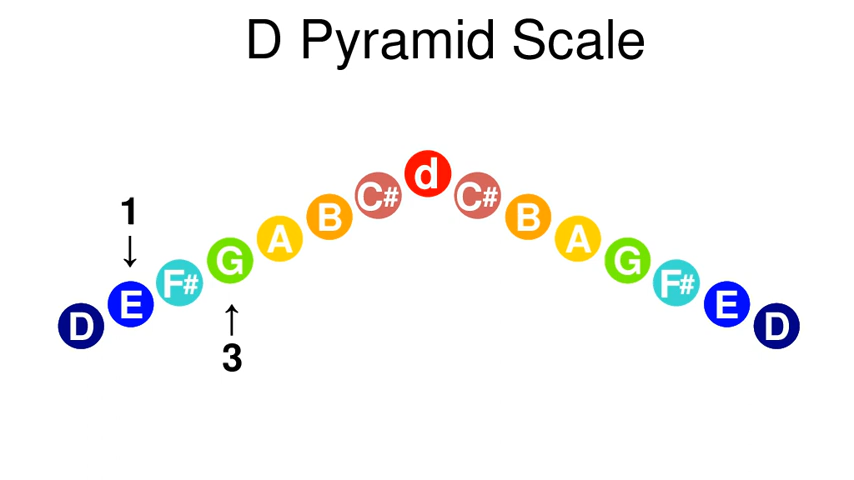 D Pyramid Scale
1
↓
D E F# G A B C# d C# B A G F# E D
↑
3